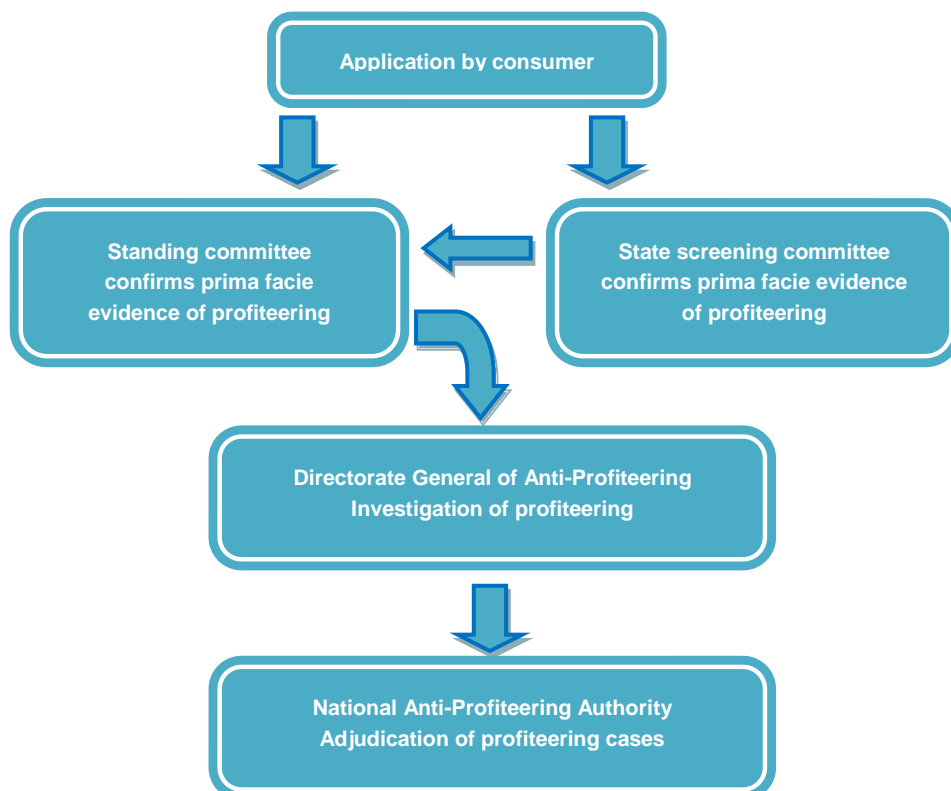 Application by consumer
Standing committee
confirms prima facie
evidence of profiteering
State screening committee
confirms prima facie evidence
of profiteering
Directorate General of Anti-Profiteering
Investigation of profiteering
National Anti-Profiteering Authority
Adjudication of profiteering cases